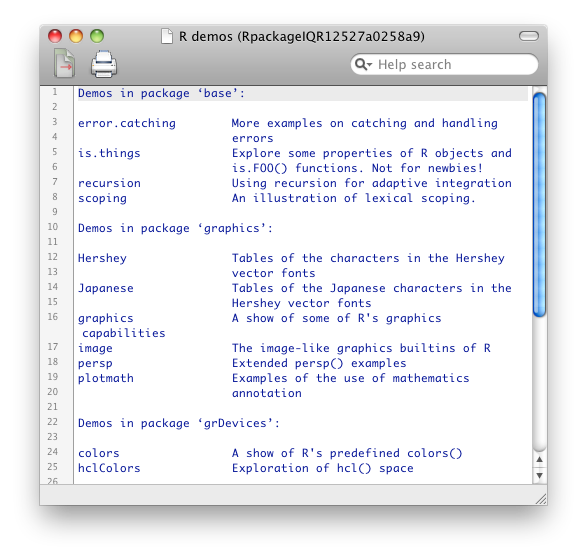 R demos (RpackageIQR12527a0258a9)
Help search
1 Demos in package ‘base’:
2
3 error.catching More examples on catching and handling
4 errors
5 is.things Explore some properties of R objects and
6 is.FOO() functions. Not for newbies!
7 recursion Using recursion for adaptive integration
8 scoping An illustration of lexical scoping.
9
10 Demos in package ‘graphics’:
11
12 Hershey Tables of the characters in the Hershey
13 vector fonts
14 Japanese Tables of the Japanese characters in the
15 Hershey vector fonts
16 graphics A show of some of R's graphics
capabilities
17 image The image-like graphics builtins of R
18 persp Extended persp() examples
19 plotmath Examples of the use of mathematics
20 annotation
21
22 Demos in package ‘grDevices’:
23
24 colors A show of R's predefined colors()
25 hclColors Exploration of hcl() space
26